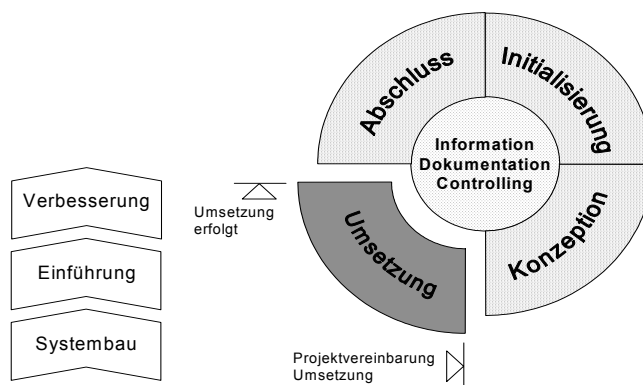 Abschluss
Initialisierung
Information
Dokumentation
Controlling
Verbesserung
Umsetzung
erfolgt
Umsetzung
Konzeption
Einführung
Systembau
Projektvereinbarung
Umsetzung